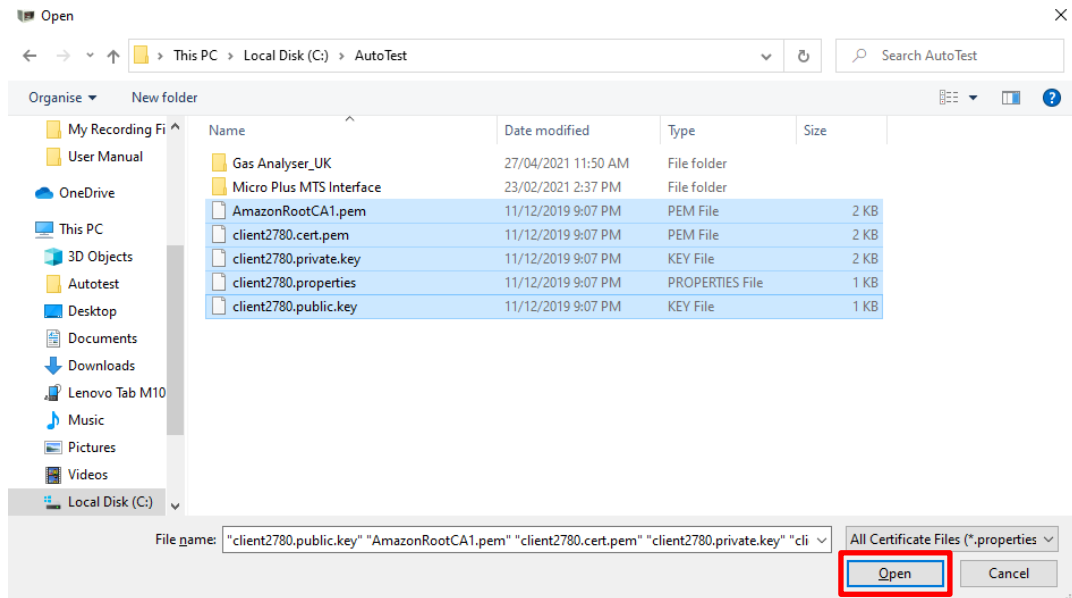 Open
This PC > Local Disk (C:) > AutoTest
Search AutoTest
Organise
New folder
My Recording Fi
User Manual
OneDrive
This PC
3D Objects
Autotest
Desktop
Documents
Downloads
Lenovo Tab M10
Music
Pictures
Videos
Local Disk (C:)
Name Date modified Type Size
Gas Analyser_UK 27/04/2021 11:50 AM File folder
Micro Plus MTS Interface 23/02/2021 2:37 PM File folder
AmazonRootCA1.pem 11/12/2019 9:07 PM PEM File 2 KB
client2780.cert.pem 11/12/2019 9:07 PM PEM File 2 KB
client2780.private.key 11/12/2019 9:07 PM KEY File 2 KB
client2780.properties 11/12/2019 9:07 PM PROPERTIES File 1 KB
client2780.public.key 11/12/2019 9:07 PM KEY File 1 KB
File name: "client2780.public.key" "AmazonRootCA1.pem" "client2780.cert.pem" "client2780.private.key" "cli
All Certificate Files (*.properties
Open
Cancel